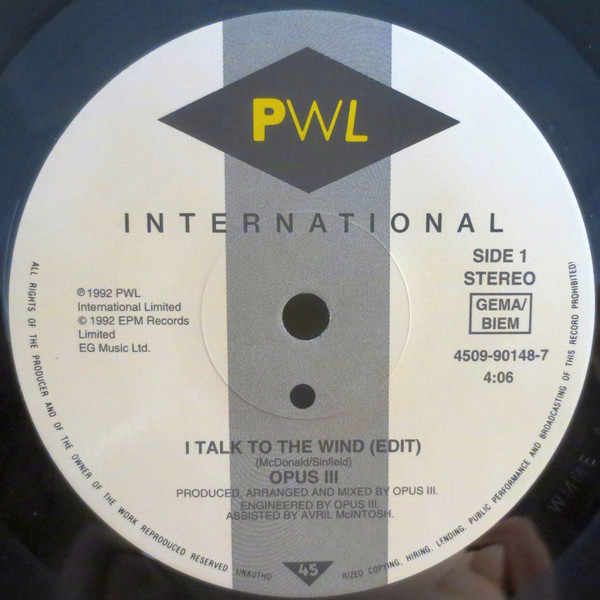 PWL
INTERNATIONAL
SIDE 1
STEREO
GEMA/
BIEM
℗ 1992 PWL
International Limited
© 1992 EPM Records
Limited
EG Music Ltd.
4509-90148-7
4:06
I TALK TO THE WIND (EDIT)
(McDonald/Sinfield)
OPUS III
PRODUCED, ARRANGED AND MIXED BY OPUS III.
ENGINEERED BY OPUS III.
ASSISTED BY AVRIL McINTOSH.
45
ALL RIGHTS OF THE PRODUCER AND OF THE OWNER OF THE WORK REPRODUCED RESERVED UNAUTHO
RIZED COPYING, HIRING, LENDING, PUBLIC PERFORMANCE AND BROADCASTING OF THIS RECORD PROHIBITED!